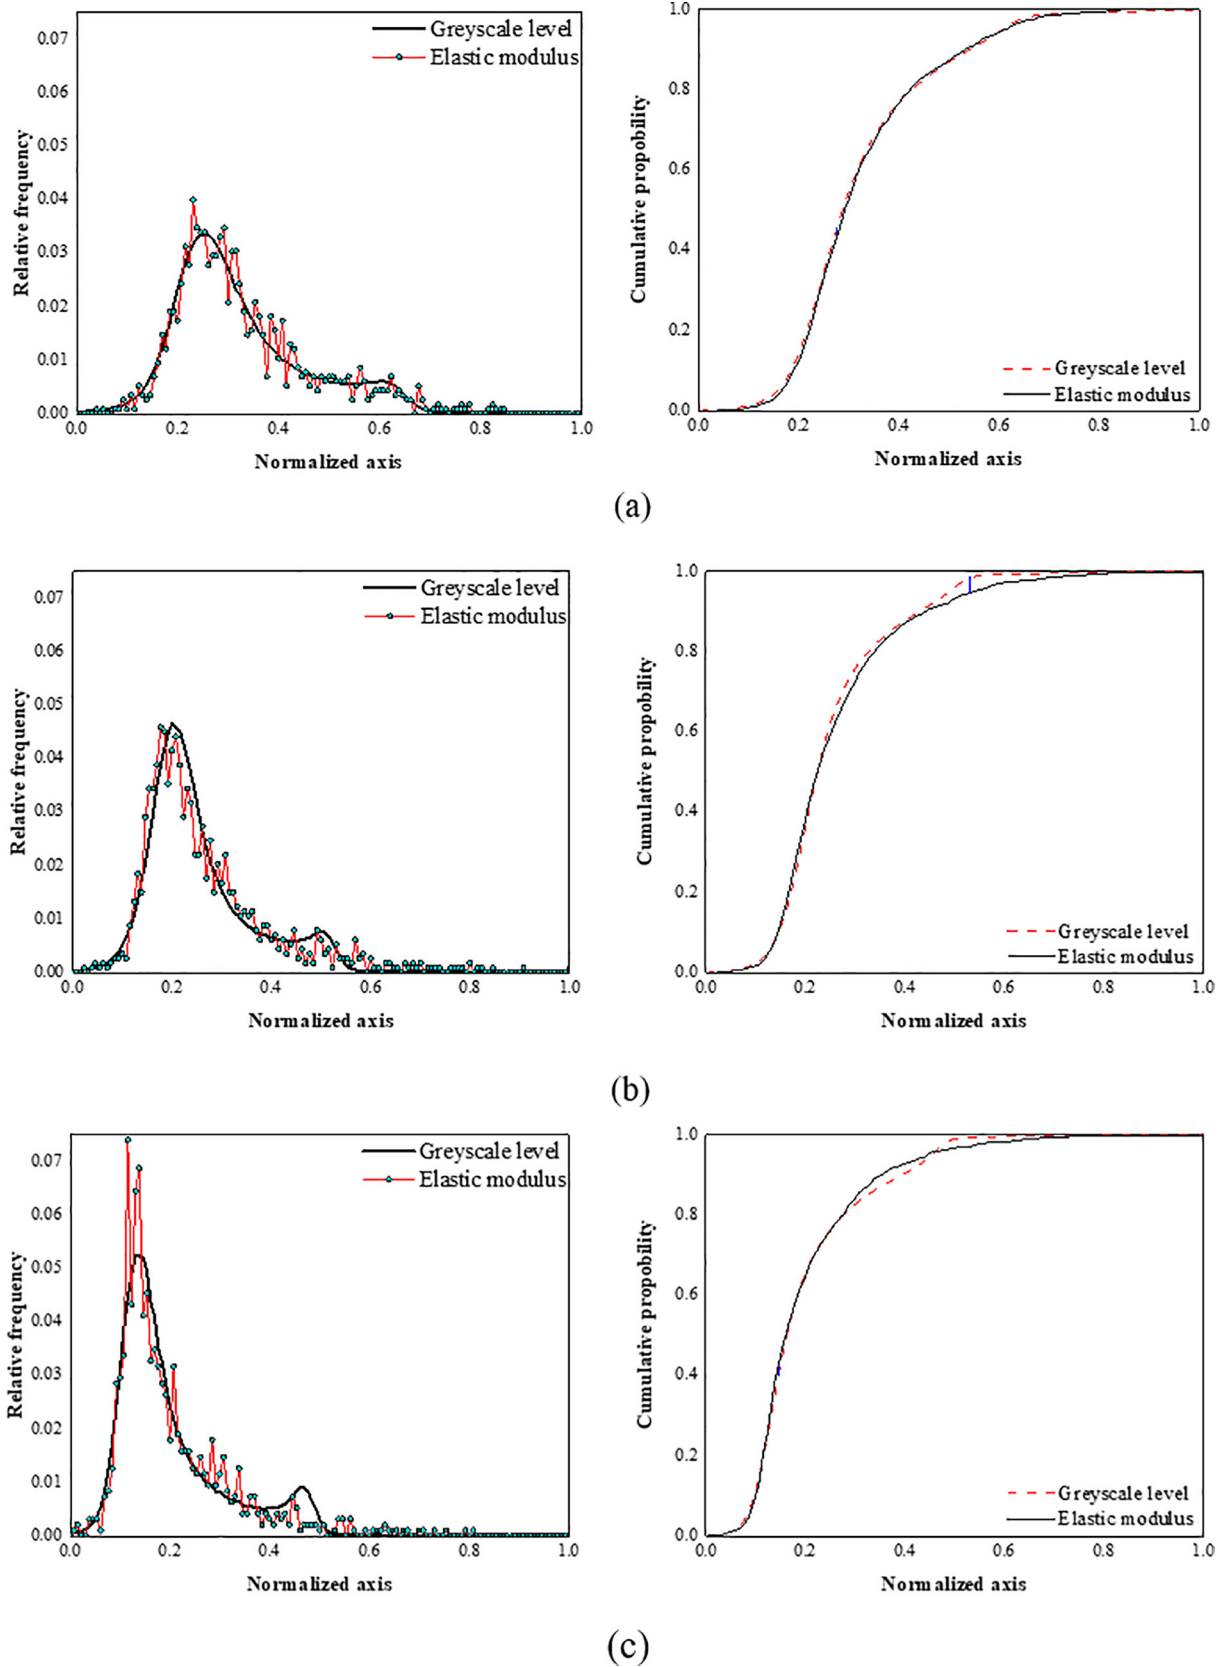 Greyscale level
Elastic modulus
Relative frequency
0.07
0.06
0.05
0.04
0.03
0.02
0.01
0.00
0.0 0.2 0.4 0.6 0.8 1.0
Normalized axis
Cumulative propobility
1.0
0.8
0.6
0.4
0.2
0.0
Greyscale level
Elastic modulus
0.0 0.2 0.4 0.6 0.8 1.0
Normalized axis
(a)
Greyscale level
Elastic modulus
Relative frequency
0.07
0.06
0.05
0.04
0.03
0.02
0.01
0.00
0.0 0.2 0.4 0.6 0.8 1.0
Normalized axis
Cumulative propobility
1.0
0.8
0.6
0.4
0.2
0.0
Greyscale level
Elastic modulus
0.0 0.2 0.4 0.6 0.8 1.0
Normalized axis
(b)
Greyscale level
Elastic modulus
Relative frequency
0.07
0.06
0.05
0.04
0.03
0.02
0.01
0.00
0.0 0.2 0.4 0.6 0.8 1.0
Normalized axis
Cumulative propobility
1.0
0.8
0.6
0.4
0.2
0.0
Greyscale level
Elastic modulus
0.0 0.2 0.4 0.6 0.8 1.0
Normalized axis
(c)